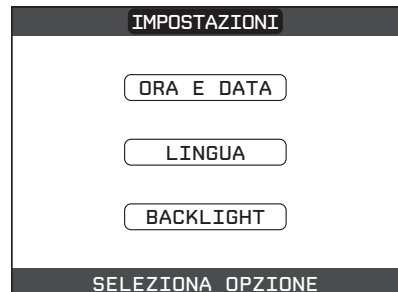 IMPOSTAZIONI
ORA E DATA
LINGUA
BACKLIGHT
SELEZIONA OPZIONE